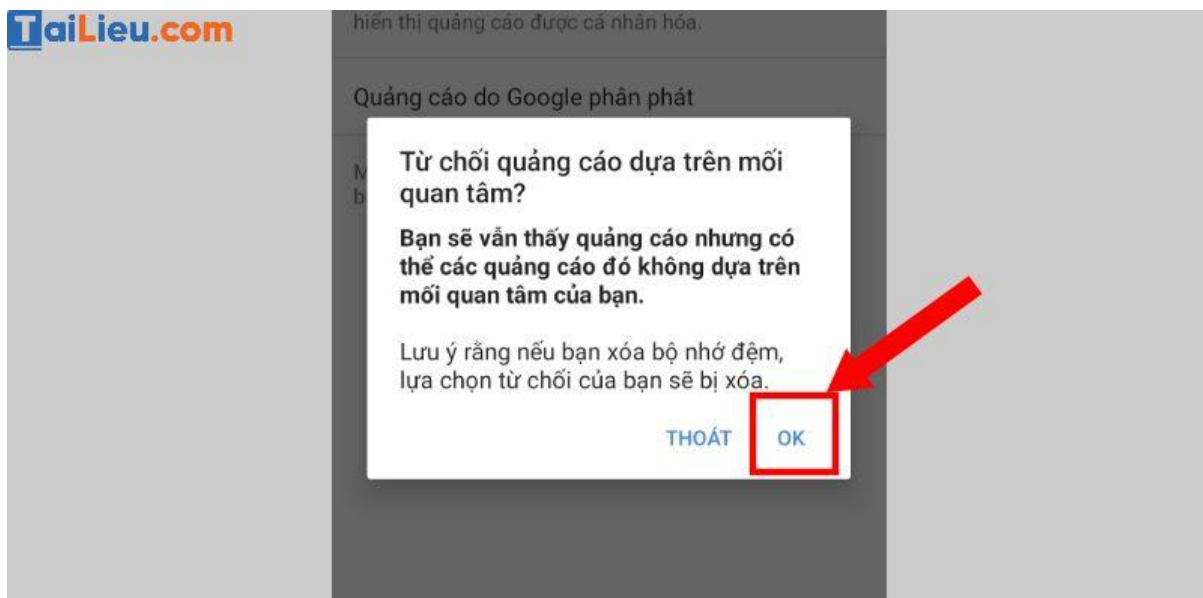 TaiLieu.com
hiển thị quảng cáo được cá nhân hóa.
Quảng cáo do Google phân phát
M
b
Từ chối quảng cáo dựa trên mối
quan tâm?
Bạn sẽ vẫn thấy quảng cáo nhưng có
thể các quảng cáo đó không dựa trên
mối quan tâm của bạn.
Lưu ý rằng nếu bạn xóa bộ nhớ đệm,
lựa chọn từ chối của bạn sẽ bị xóa.
THOÁT OK